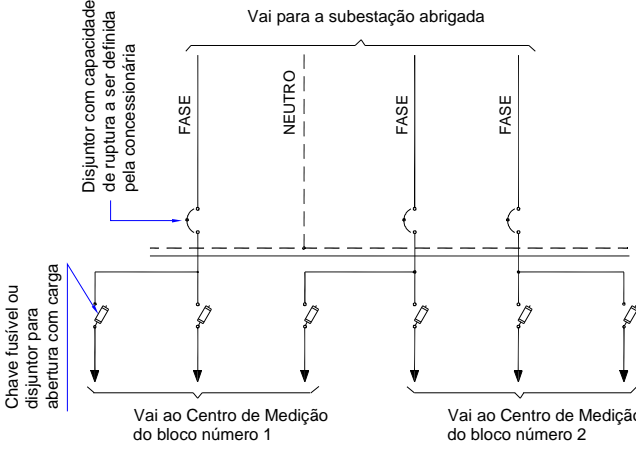 Vai para a subestação abrigada
Disjuntor com capacidade
de ruptura a ser definida
pela concessionária
FASE
NEUTRO
FASE
FASE
Chave fusível ou
disjuntor para
abertura com carga
Vai ao Centro de Medição
do bloco número 1
Vai ao Centro de Medição
do bloco número 2